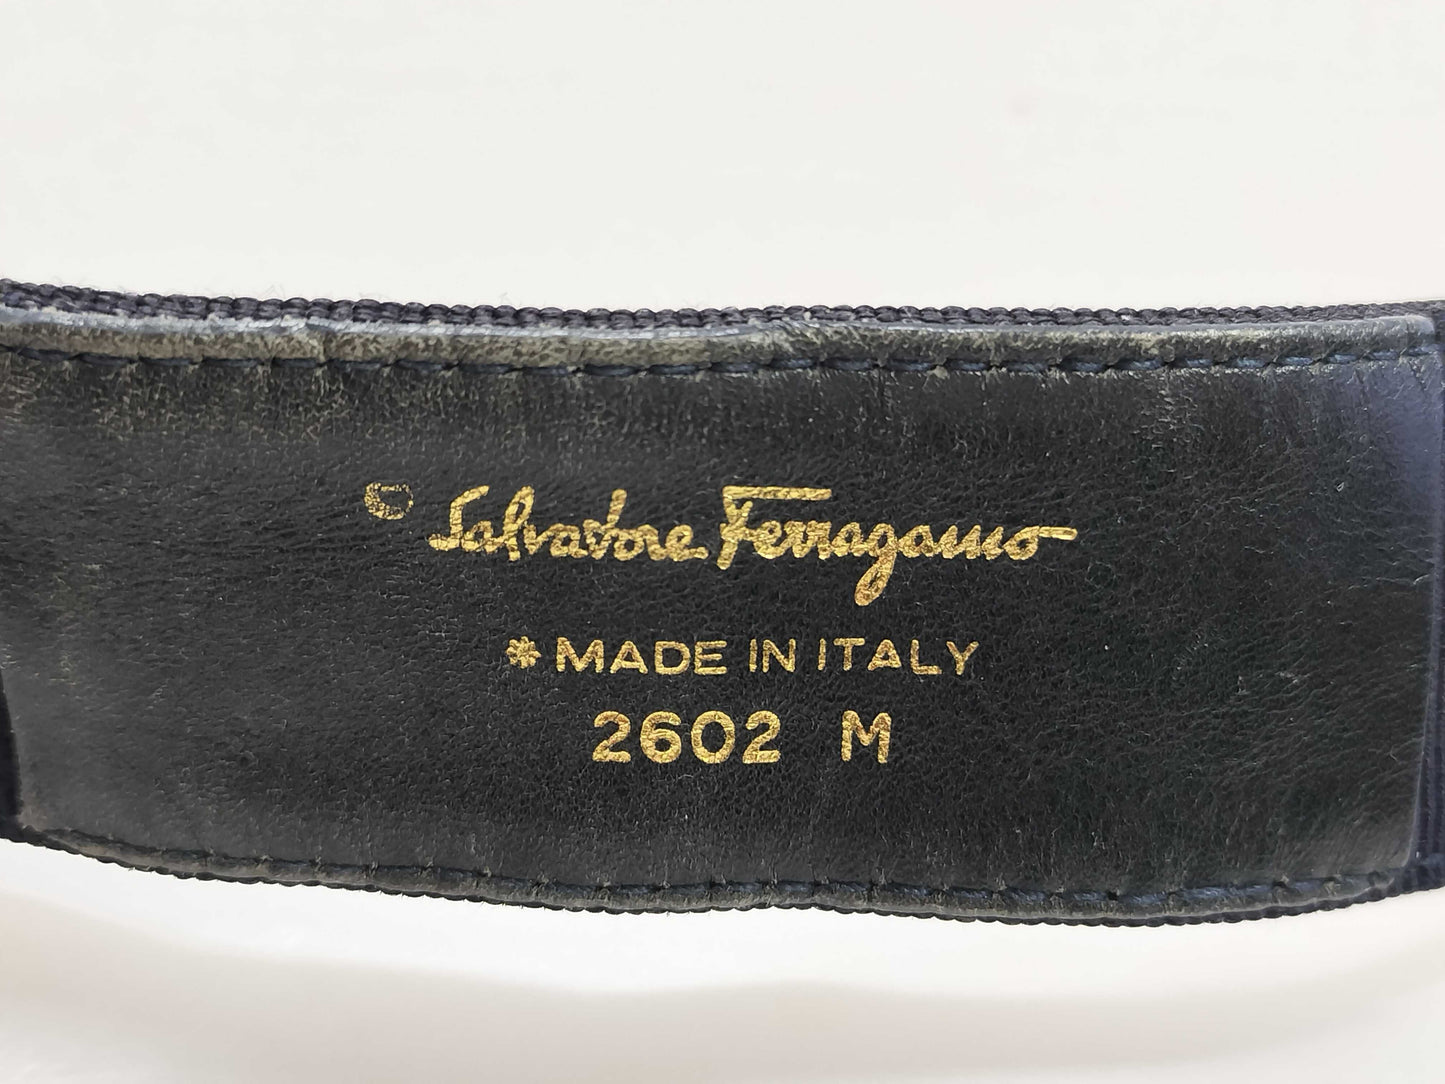 Salvatore Ferragamo
* MADE IN ITALY
2602 M